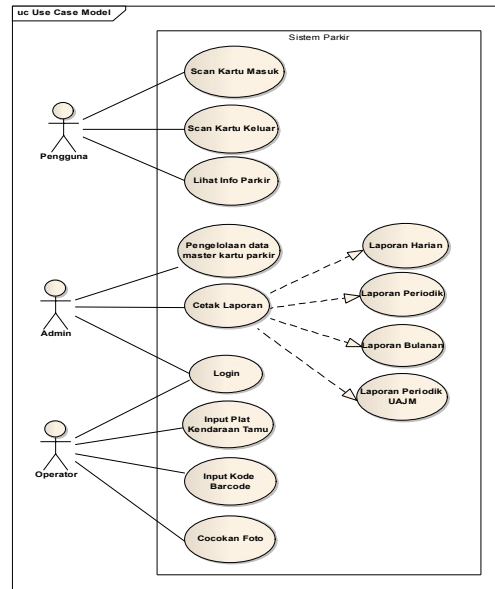 uc Use Case Model
Sistem Parkir
Scan Kartu Masuk
Pengguna
Scan Kartu Keluar
Lihat Info Parkir
Pengelolaan data
master kartu parkir
Laporan Harian
Admin
Cetak Laporan
Laporan Periodik
Laporan Bulanan
Login
Laporan Periodik
UAJM
Operator
Input Plat
Kendaraan Tamu
Input Kode
Barcode
Cocokan Foto